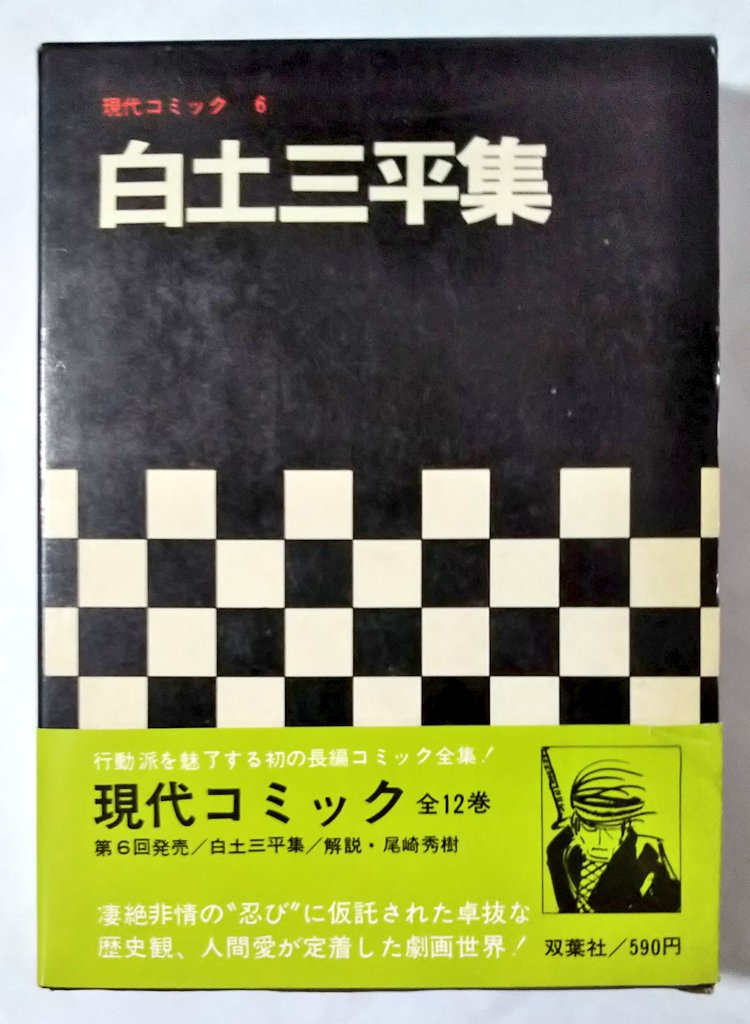 現代コミック 6
白土三平集
行動派を魅了する初の長編コミック全集！
現代コミック 全12巻
第6回発売／白土三平集／解説・尾崎秀樹
凄絶非情の〝忍び〟に仮託された卓抜な
歴史観、人間愛が定着した劇画世界！
双葉社／590円